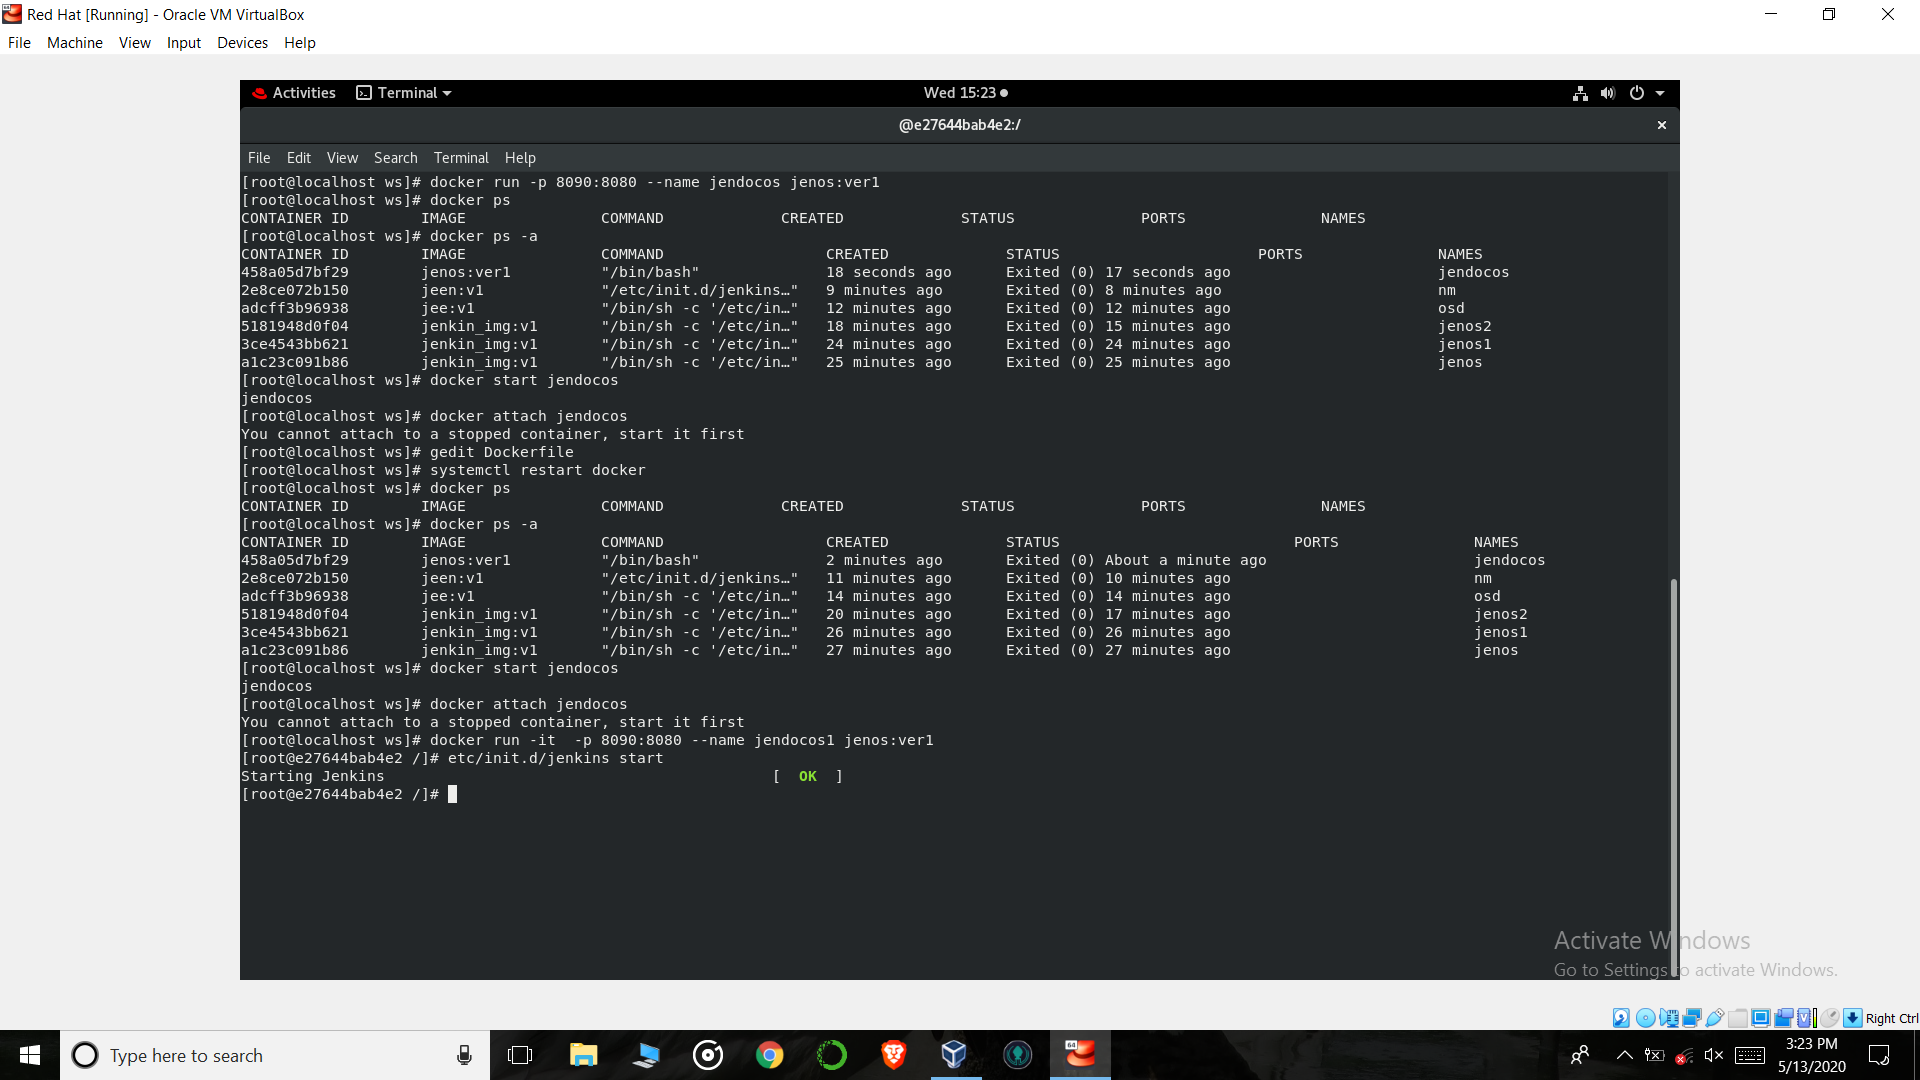 Red Hat [Running] - Oracle VM VirtualBox
File Machine View Input Devices Help
Activities Terminal Wed 15:23
@e27644bab4e2:/
File Edit View Search Terminal Help
[root@localhost ws]# docker run -p 8090:8080 --name jendocos jenos:ver1
[root@localhost ws]# docker ps
CONTAINER ID IMAGE COMMAND CREATED STATUS PORTS NAMES
[root@localhost ws]# docker ps -a
CONTAINER ID IMAGE COMMAND CREATED STATUS PORTS NAMES
458a05d7bf29 jenos:ver1 "/bin/bash" 18 seconds ago Exited (0) 17 seconds ago jendocos
2e8ce072b150 jeen:v1 "/etc/init.d/jenkins…" 9 minutes ago Exited (0) 8 minutes ago nm
adcff3b96938 jee:v1 "/bin/sh -c '/etc/in…" 12 minutes ago Exited (0) 12 minutes ago osd
5181948d0f04 jenkin_img:v1 "/bin/sh -c '/etc/in…" 18 minutes ago Exited (0) 15 minutes ago jenos2
3ce4543bb621 jenkin_img:v1 "/bin/sh -c '/etc/in…" 24 minutes ago Exited (0) 24 minutes ago jenos1
a1c23c091b86 jenkin_img:v1 "/bin/sh -c '/etc/in…" 25 minutes ago Exited (0) 25 minutes ago jenos
[root@localhost ws]# docker start jendocos
jendocos
[root@localhost ws]# docker attach jendocos
You cannot attach to a stopped container, start it first
[root@localhost ws]# gedit Dockerfile
[root@localhost ws]# systemctl restart docker
[root@localhost ws]# docker ps
CONTAINER ID IMAGE COMMAND CREATED STATUS PORTS NAMES
[root@localhost ws]# docker ps -a
CONTAINER ID IMAGE COMMAND CREATED STATUS PORTS NAMES
458a05d7bf29 jenos:ver1 "/bin/bash" 2 minutes ago Exited (0) About a minute ago jendocos
2e8ce072b150 jeen:v1 "/etc/init.d/jenkins…" 11 minutes ago Exited (0) 10 minutes ago nm
adcff3b96938 jee:v1 "/bin/sh -c '/etc/in…" 14 minutes ago Exited (0) 14 minutes ago osd
5181948d0f04 jenkin_img:v1 "/bin/sh -c '/etc/in…" 20 minutes ago Exited (0) 17 minutes ago jenos2
3ce4543bb621 jenkin_img:v1 "/bin/sh -c '/etc/in…" 26 minutes ago Exited (0) 26 minutes ago jenos1
a1c23c091b86 jenkin_img:v1 "/bin/sh -c '/etc/in…" 27 minutes ago Exited (0) 27 minutes ago jenos
[root@localhost ws]# docker start jendocos
jendocos
[root@localhost ws]# docker attach jendocos
You cannot attach to a stopped container, start it first
[root@localhost ws]# docker run -it -p 8090:8080 --name jendocos1 jenos:ver1
[root@e27644bab4e2 /]# etc/init.d/jenkins start
Starting Jenkins [ OK ]
[root@e27644bab4e2 /]#
Activate Windows
Go to Settings to activate Windows.
Right Ctrl
Type here to search
64
3:23 PM
5/13/2020